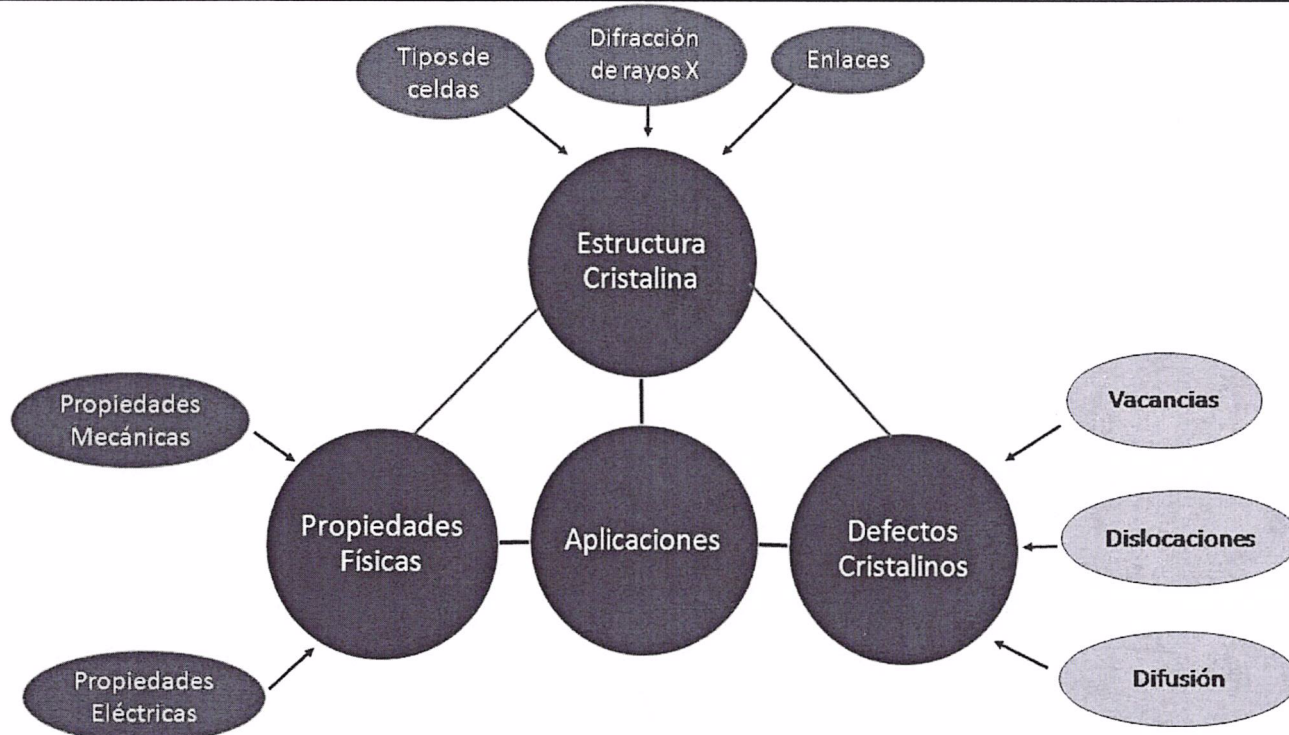 Tipos de
celdas
Difracción
de rayos X
Enlaces
Estructura
Cristalina
Propiedades
Mecánicas
Vacancias
Propiedades
Físicas
Aplicaciones
Defectos
Cristalinos
Dislocaciones
Propiedades
Eléctricas
Difusión